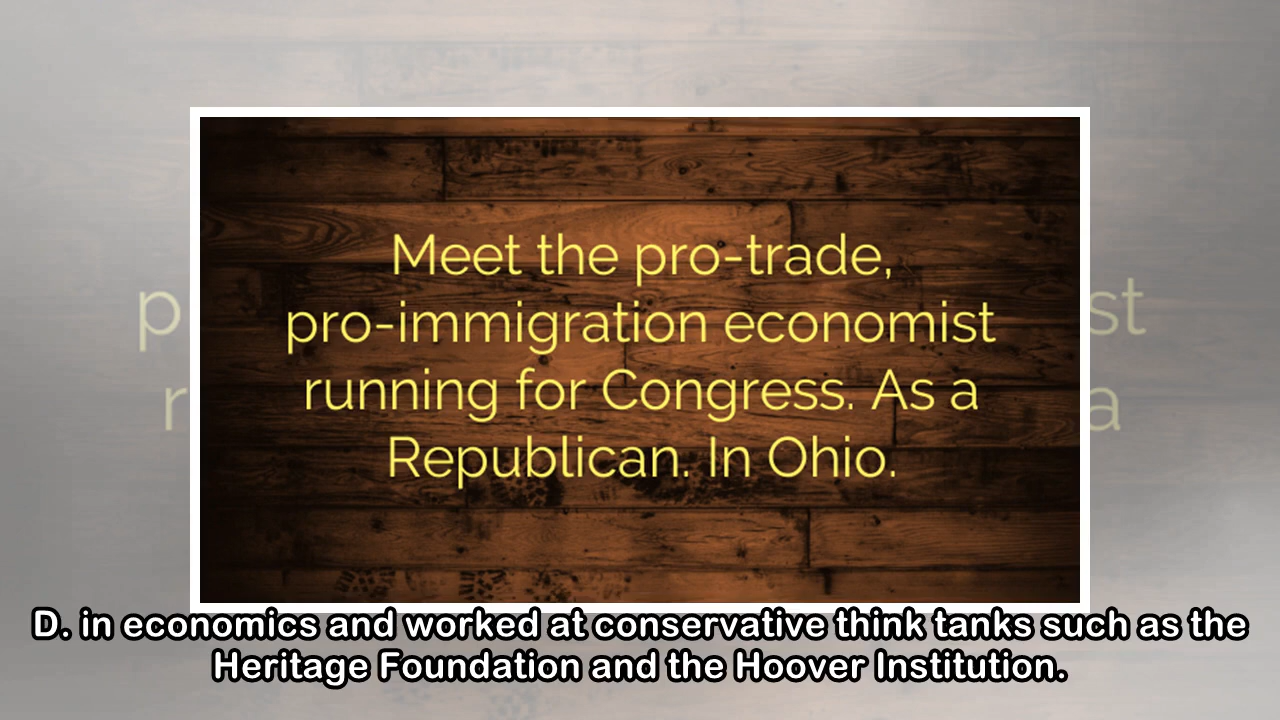 Meet the pro-trade,
pro-immigration economist
running for Congress. As a
Republican. In Ohio.
D. in economics and worked at conservative think tanks such as the
Heritage Foundation and the Hoover Institution.